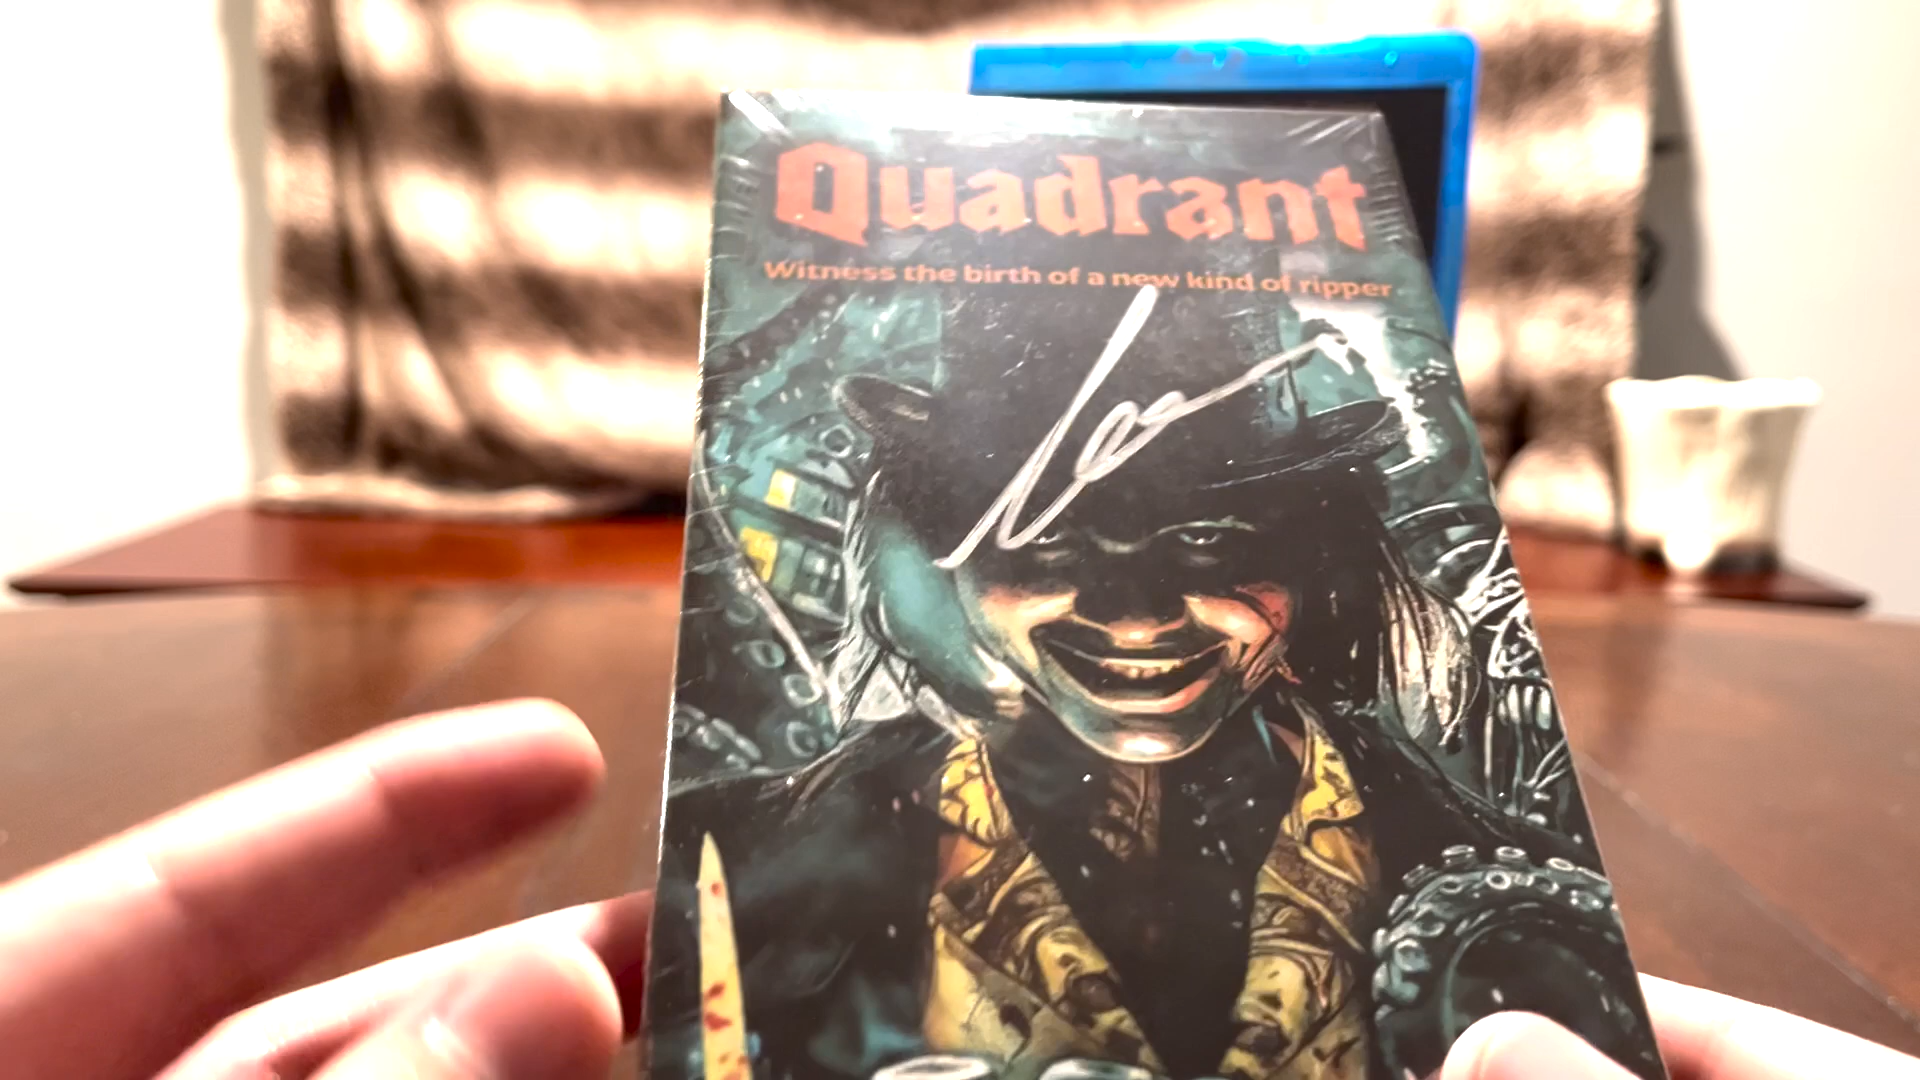 Quadrant
Witness the birth of a new kind of ripper